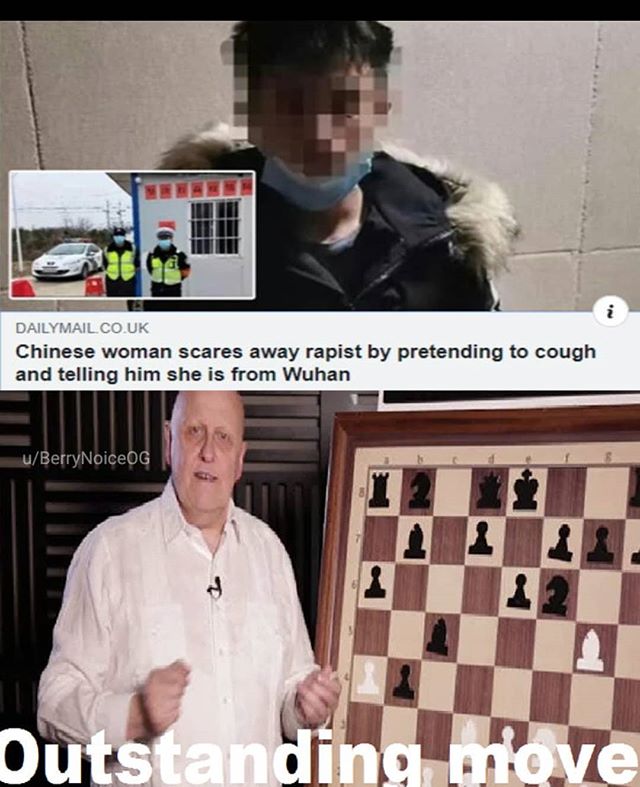 i
DAILYMAIL.CO.UK
Chinese woman scares away rapist by pretending to cough
and telling him she is from Wuhan
u/BerryNoiceOG
a b c d e f g
8
7
6
5
4
3
Outstanding move